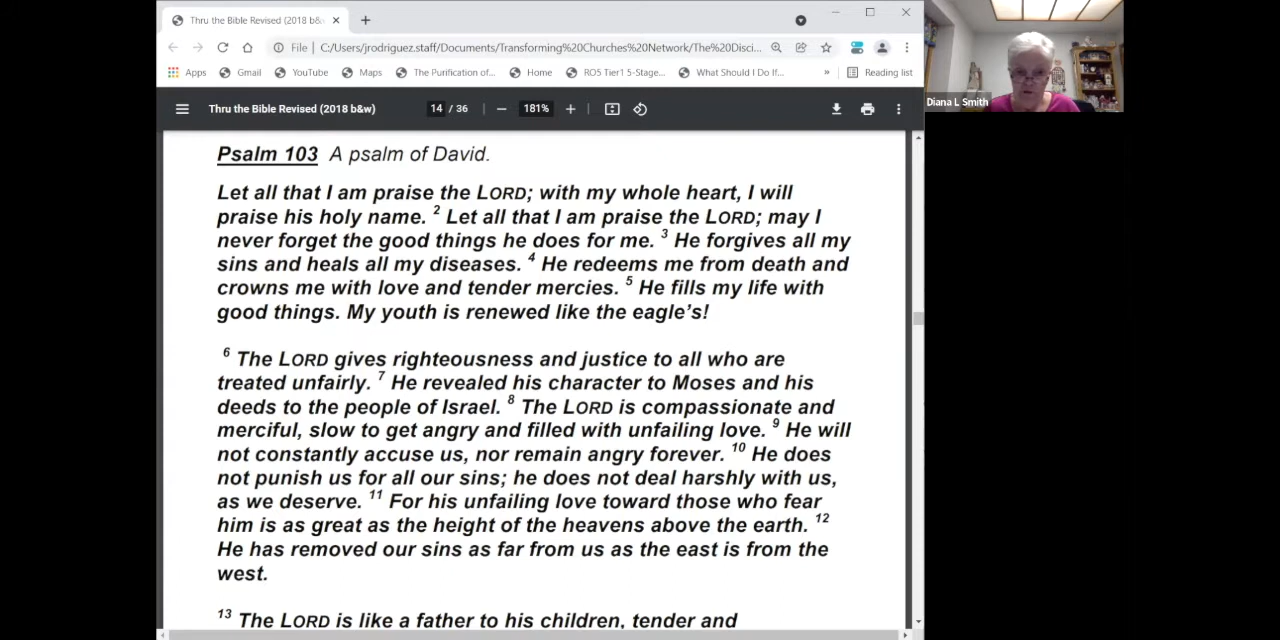 Thru the Bible Revised (2018 b&w
File | C:/Users/jrodriguez.staff/Documents/Transforming%20Churches%20Network/The%20Disci...
Apps Gmail YouTube Maps The Purification of... Home RO5 Tier1 5-Stage... What Should I Do If... » Reading list
Thru the Bible Revised (2018 b&w) 14 / 36 — 181% +
Diana L Smith
Psalm 103 A psalm of David.
Let all that I am praise the LORD; with my whole heart, I will
praise his holy name. 2 Let all that I am praise the LORD; may I
never forget the good things he does for me. 3 He forgives all my
sins and heals all my diseases. 4 He redeems me from death and
crowns me with love and tender mercies. 5 He fills my life with
good things. My youth is renewed like the eagle's!
6 The LORD gives righteousness and justice to all who are
treated unfairly. 7 He revealed his character to Moses and his
deeds to the people of Israel. 8 The LORD is compassionate and
merciful, slow to get angry and filled with unfailing love. 9 He will
not constantly accuse us, nor remain angry forever. 10 He does
not punish us for all our sins; he does not deal harshly with us,
as we deserve. 11 For his unfailing love toward those who fear
him is as great as the height of the heavens above the earth. 12
He has removed our sins as far from us as the east is from the
west.
13 The LORD is like a father to his children, tender and